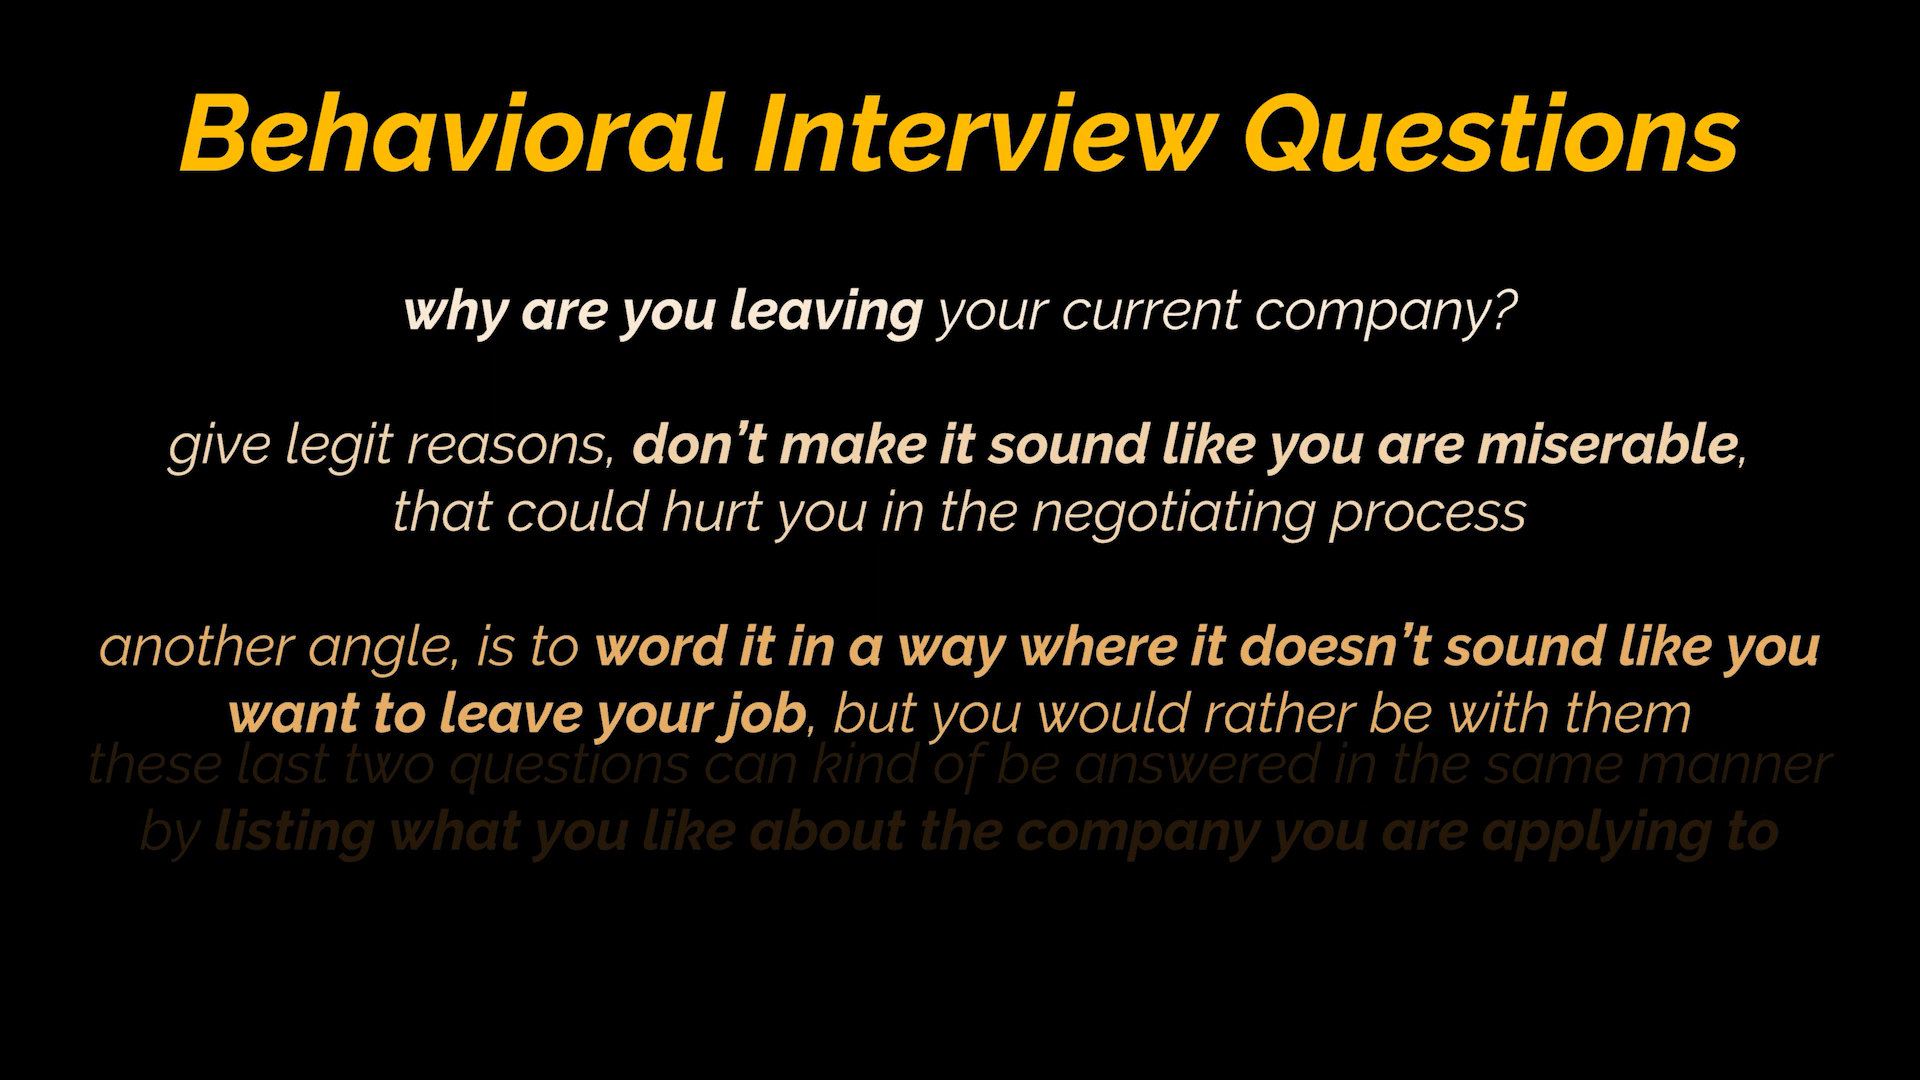 Behavioral Interview Questions
why are you leaving your current company?
give legit reasons, don’t make it sound like you are miserable,
that could hurt you in the negotiating process
another angle, is to word it in a way where it doesn’t sound like you
want to leave your job, but you would rather be with them
these last two questions can kind of be answered in the same manner
by listing what you like about the company you are applying to